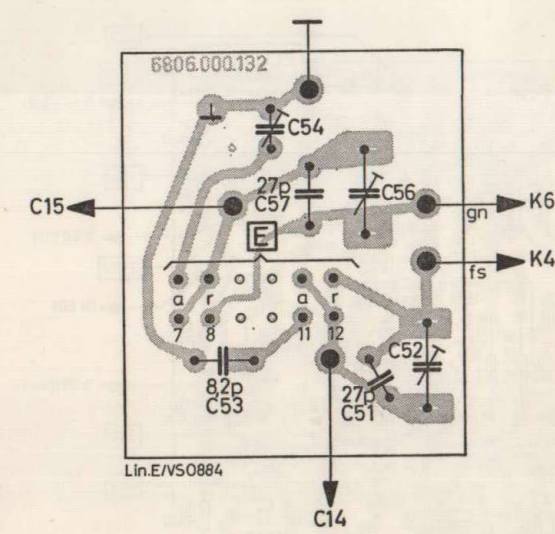 6806.000.132
C54
C15
27p
C57
C56
K6
gn
E
K4
fs
a r a r
7 8 11 12
8,2p
C53
C52
27p
C51
Lin.E/VS0884
C14